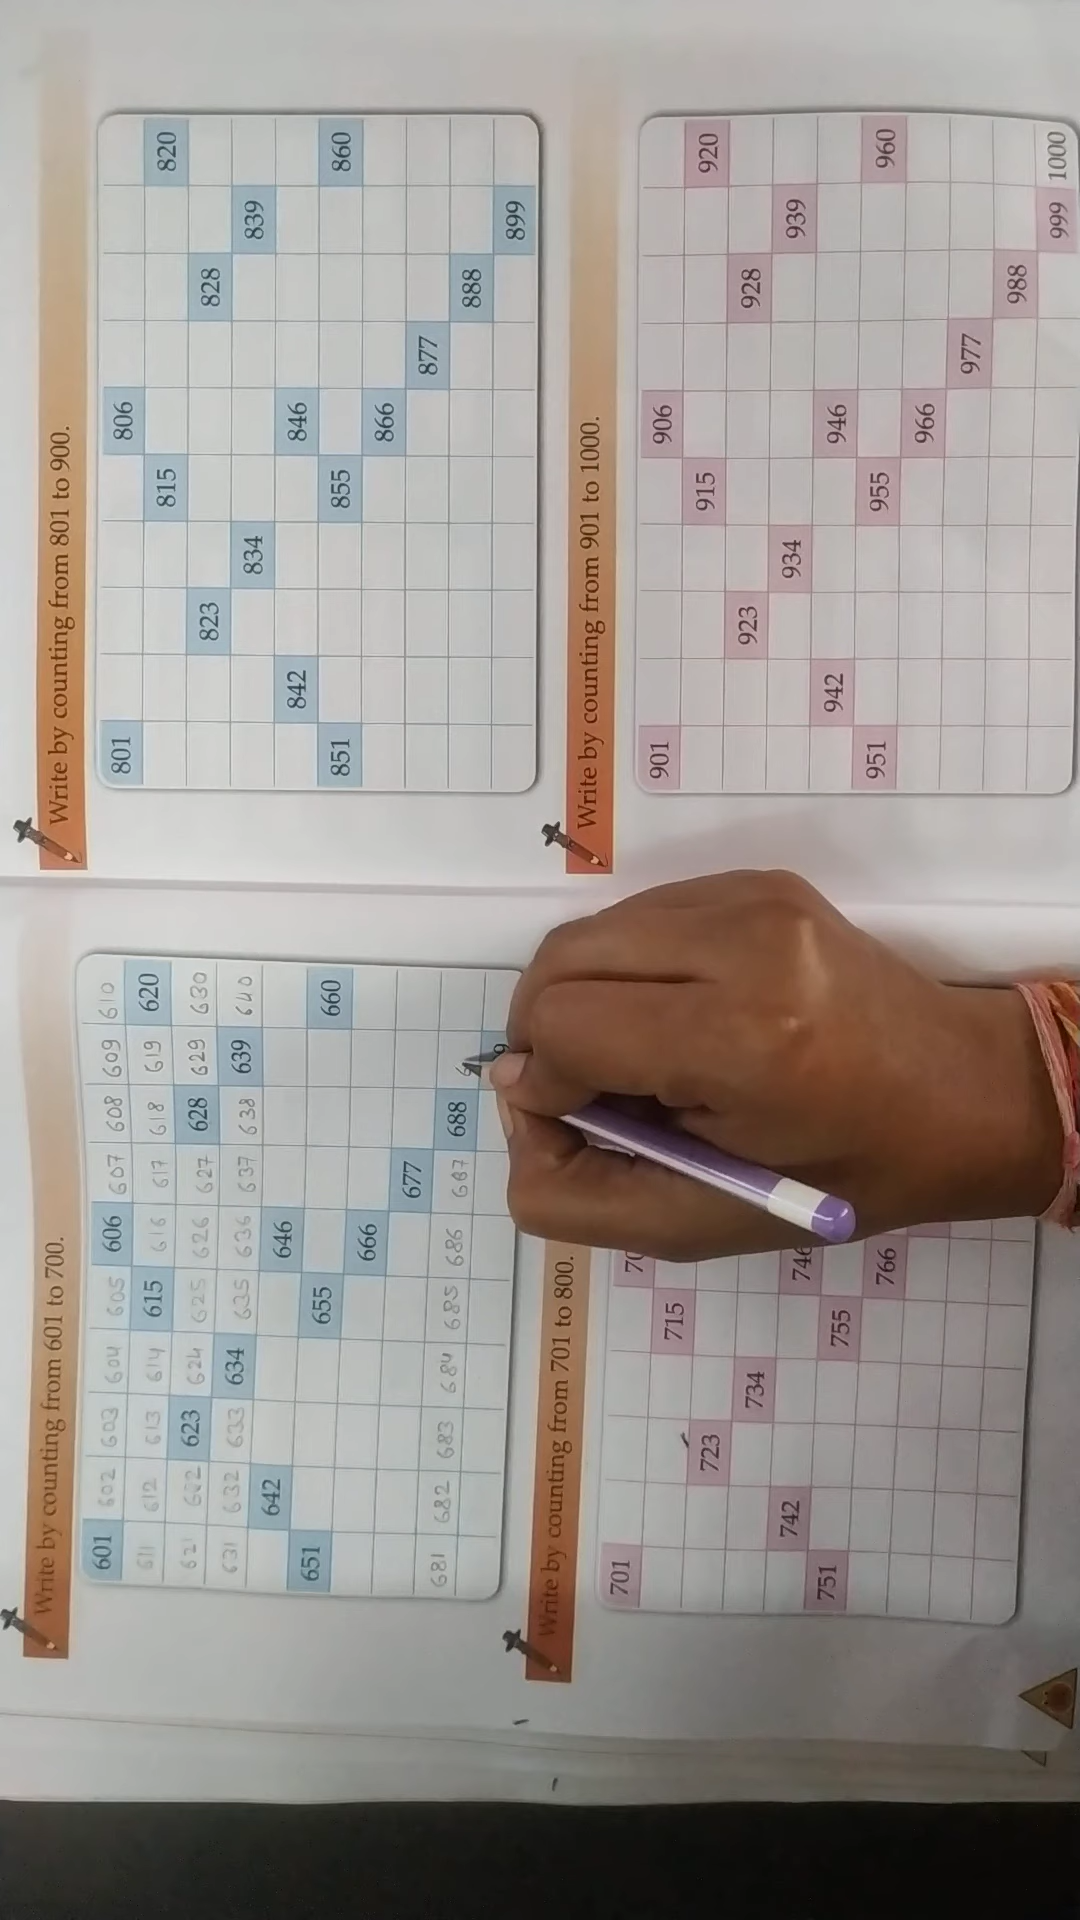 Write by counting from 601 to 700.
601 602 603 604 605 606 607 608 609 610
611 612 613 614 615 616 617 618 619 620
621 602 623 624 625 626 627 628 629 630
631 632 633 634 635 636 637 638 639 640
642 646
651 655 660
666
677
681 682 683 684 685 686 687 688 6
9
Write by counting from 701 to 800.
701 70
715
723
734
742 746
751 755
766
Write by counting from 801 to 900.
801 806
815 820
823 828
834 839
842 846
851 855 860
866
877
888
899
Write by counting from 901 to 1000.
901 906
915 920
923 928
934 939
942 946
951 955 960
966
977
988
999 1000